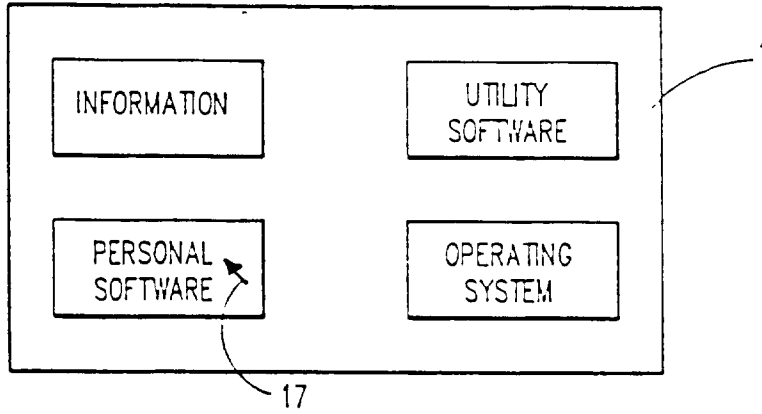 INFORMATION
UTILITY
SOFTWARE
PERSONAL
SOFTWARE
OPERATING
SYSTEM
17